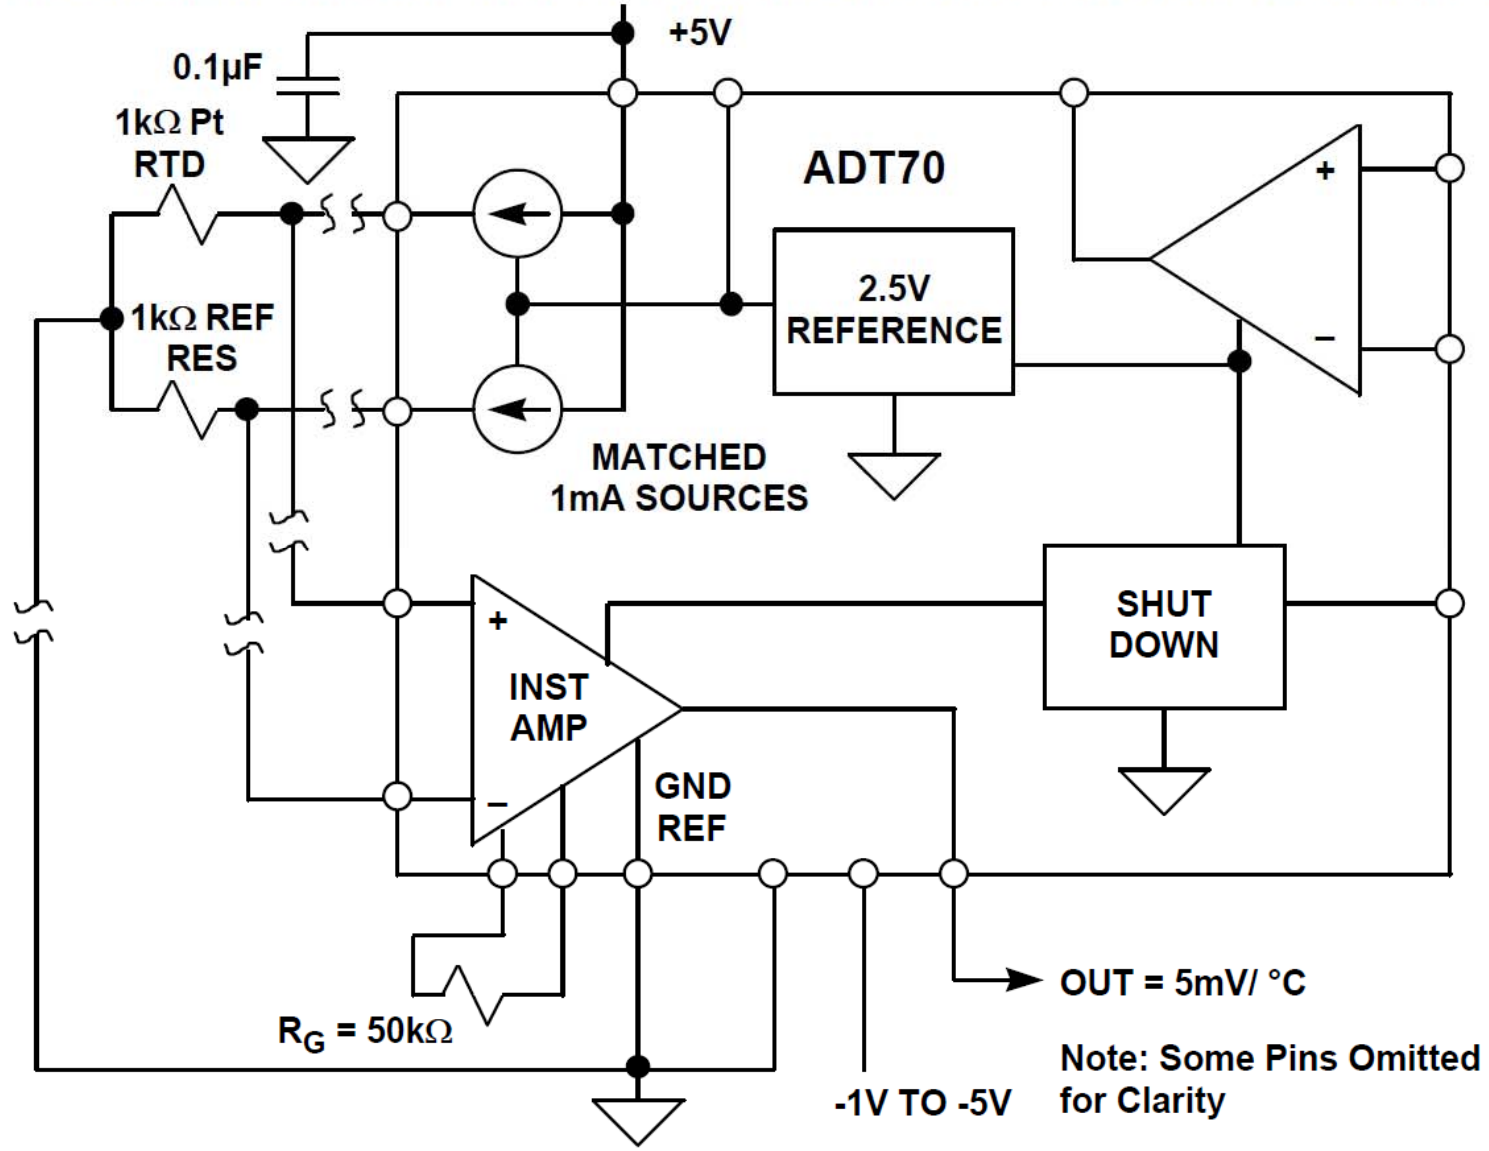 +5V
0.1µF
1kΩ Pt
RTD
ADT70
+
2.5V
REFERENCE
1kΩ REF
RES
–
MATCHED
1mA SOURCES
SHUT
DOWN
+
INST
AMP
–
GND
REF
OUT = 5mV/ °C
RG = 50kΩ
Note: Some Pins Omitted
for Clarity
-1V TO -5V